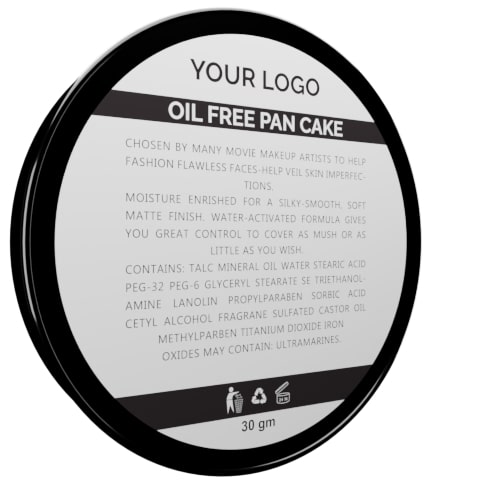 YOUR LOGO
OIL FREE PAN CAKE
CHOSEN BY MANY MOVIE MAKEUP ARTISTS TO HELP
FASHION FLAWLESS FACES-HELP VEIL SKIN IMPERFEC-
TIONS.
MOISTURE ENRISHED FOR A SILKY-SMOOTH, SOFT
MATTE FINISH. WATER-ACTIVATED FORMULA GIVES
YOU GREAT CONTROL TO COVER AS MUSH OR AS
LITTLE AS YOU WISH.
CONTAINS: TALC MINERAL OIL WATER STEARIC ACID
PEG-32 PEG-6 GLYCERYL STEARATE SE TRIETHANOL-
AMINE LANOLIN PROPYLPARABEN SORBIC ACID
CETYL ALCOHOL FRAGRANE SULFATED CASTOR OIL
METHYLPARBEN TITANIUM DIOXIDE IRON
OXIDES MAY CONTAIN: ULTRAMARINES.
30 gm